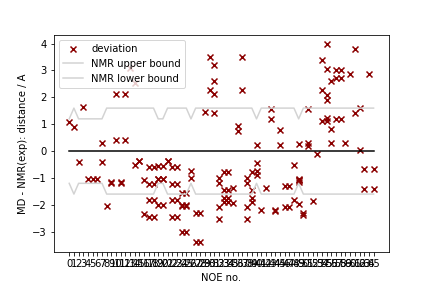 deviation
NMR upper bound
NMR lower bound
MD - NMR(exp): distance / A
4
3
2
1
0
−1
−2
−3
NOE no.